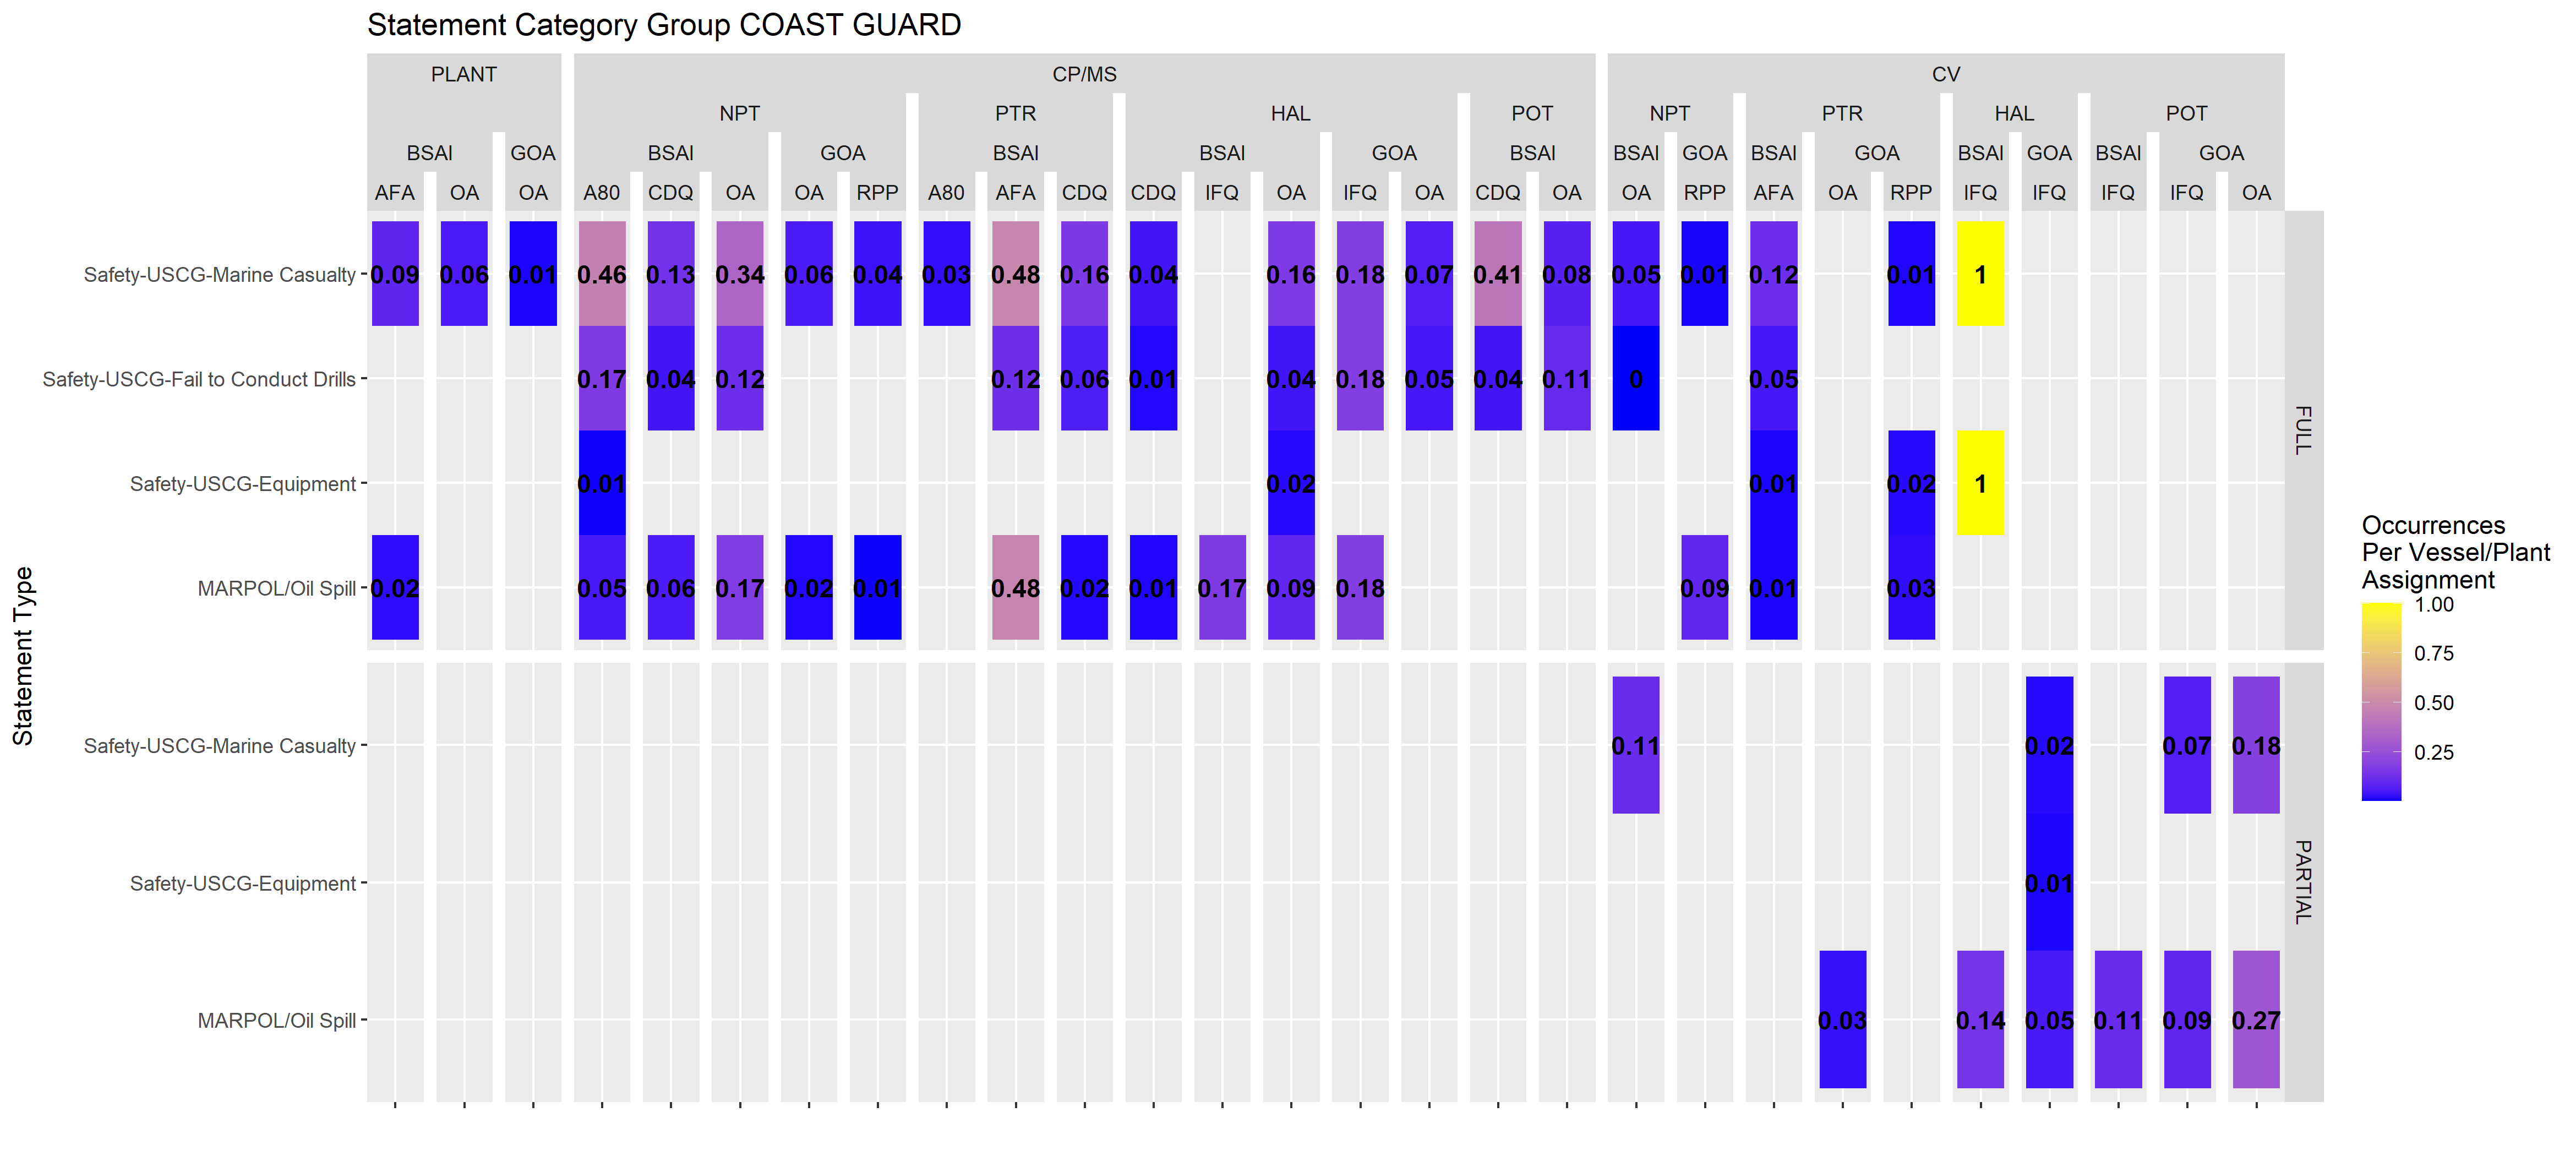 Statement Category Group COAST GUARD
PLANT CP/MS CV
NPT PTR HAL POT NPT PTR HAL POT
BSAI GOA BSAI GOA BSAI BSAI GOA BSAI BSAI GOA BSAI GOA BSAI GOA BSAI GOA
AFA OA OA A80 CDQ OA OA RPP A80 AFA CDQ CDQ IFQ OA IFQ OA CDQ OA OA RPP AFA OA RPP IFQ IFQ IFQ IFQ OA
Safety-USCG-Marine Casualty 0.09 0.06 0.01 0.46 0.13 0.34 0.06 0.04 0.03 0.48 0.16 0.04 0.16 0.18 0.07 0.41 0.08 0.05 0.01 0.12 0.01 1
Safety-USCG-Fail to Conduct Drills 0.17 0.04 0.12 0.12 0.06 0.01 0.04 0.18 0.05 0.04 0.11 0 0.05
FULL
Safety-USCG-Equipment 0.01 0.02 0.01 0.02 1
MARPOL/Oil Spill 0.02 0.05 0.06 0.17 0.02 0.01 0.48 0.02 0.01 0.17 0.09 0.18 0.09 0.01 0.03
Safety-USCG-Marine Casualty 0.11 0.02 0.07 0.18
Safety-USCG-Equipment 0.01
PARTIAL
MARPOL/Oil Spill 0.03 0.14 0.05 0.11 0.09 0.27
Statement Type
Occurrences
Per Vessel/Plant
Assignment
1.00
0.75
0.50
0.25